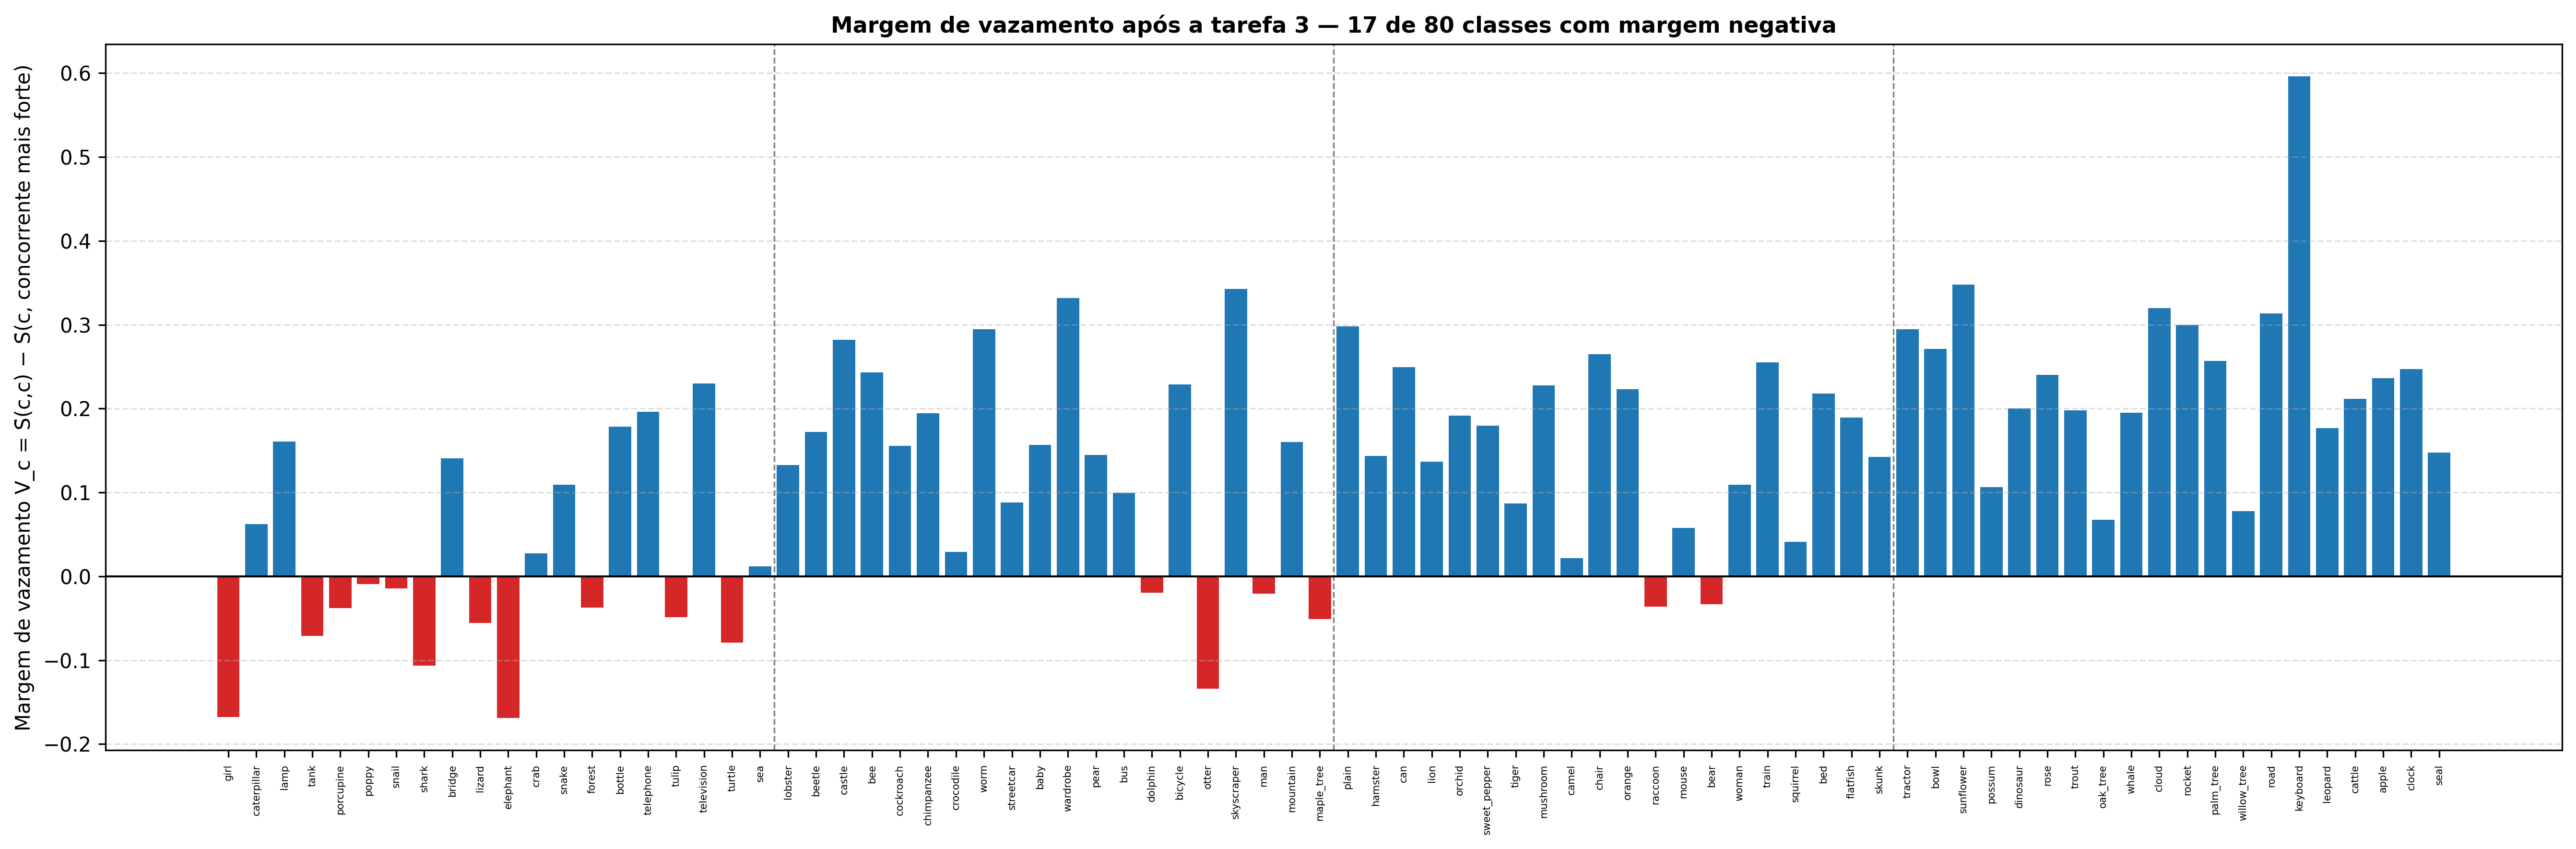 Margem de vazamento após a tarefa 3 — 17 de 80 classes com margem negativa
Margem de vazamento V_c = S(c,c) − S(c, concorrente mais forte)
0.6
0.5
0.4
0.3
0.2
0.1
0.0
−0.1
−0.2
girl
caterpillar
lamp
tank
porcupine
poppy
snail
shark
bridge
lizard
elephant
crab
snake
forest
bottle
telephone
tulip
television
turtle
sea
lobster
beetle
castle
bee
cockroach
chimpanzee
crocodile
worm
streetcar
baby
wardrobe
pear
bus
dolphin
bicycle
otter
skyscraper
man
mountain
maple_tree
plain
hamster
can
lion
orchid
sweet_pepper
tiger
mushroom
camel
chair
orange
raccoon
mouse
bear
woman
train
squirrel
bed
flatfish
skunk
tractor
bowl
sunflower
possum
dinosaur
rose
trout
oak_tree
whale
cloud
rocket
palm_tree
willow_tree
road
keyboard
leopard
cattle
apple
clock
seal